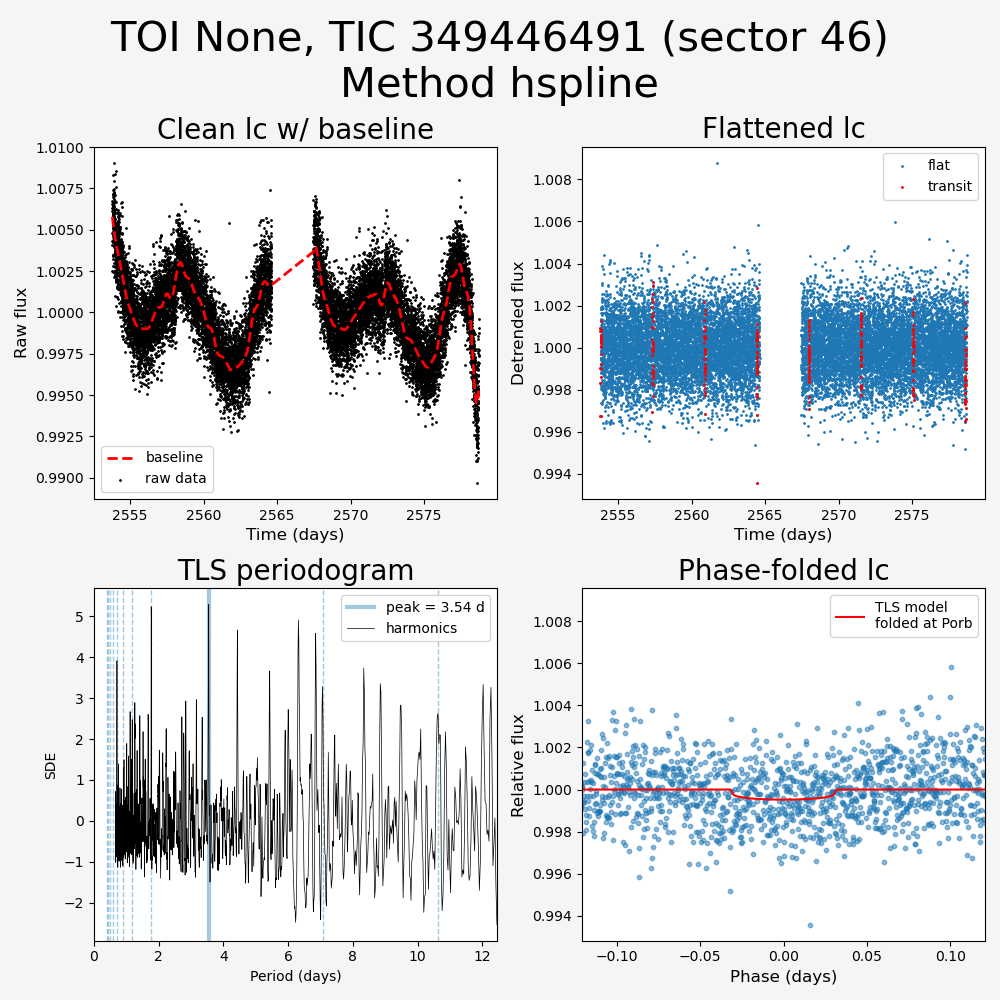 TOI None, TIC 349446491 (sector 46)
Method hspline
Clean lc w/ baseline
Raw flux
1.0100
1.0075
1.0050
1.0025
1.0000
0.9975
0.9950
0.9925
0.9900
baseline
raw data
2555
2560
2565
2570
2575
Time (days)
Flattened lc
Detrended flux
1.008
1.006
1.004
1.002
1.000
0.998
0.996
0.994
flat
transit
2555
2560
2565
2570
2575
Time (days)
TLS periodogram
SDE
5
4
3
2
1
0
−1
−2
peak = 3.54 d
harmonics
0
2
4
6
8
10
12
Period (days)
Phase-folded lc
Relative flux
1.008
1.006
1.004
1.002
1.000
0.998
0.996
0.994
TLS model
folded at Porb
−0.10
−0.05
0.00
0.05
0.10
Phase (days)